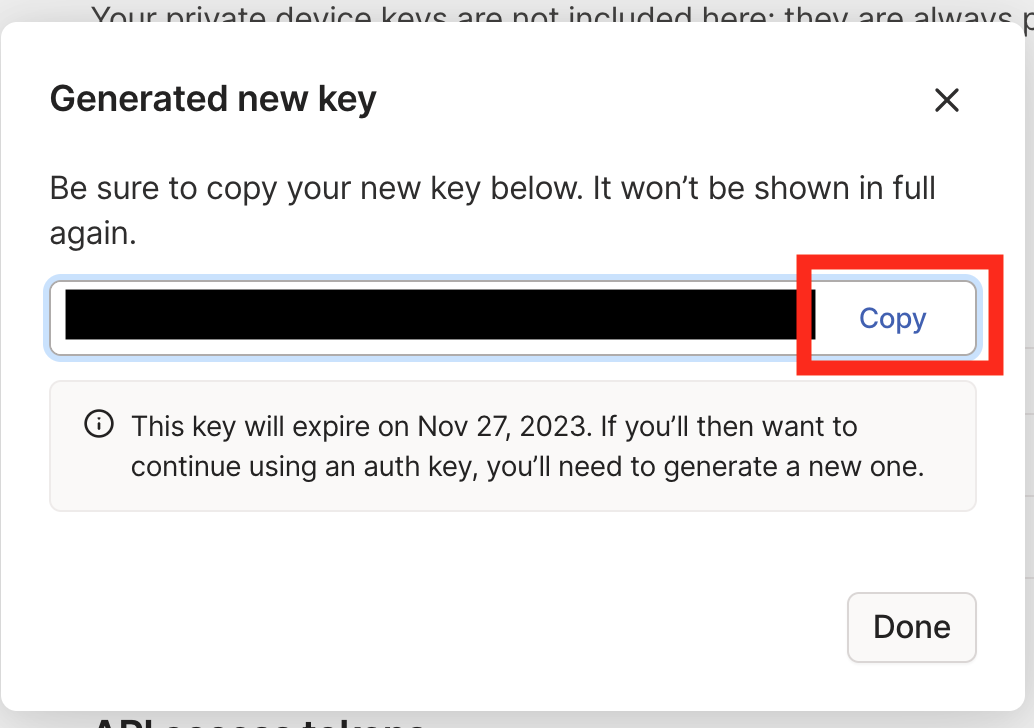 Your private device keys are not included here; they are always
Generated new key
Be sure to copy your new key below. It won’t be shown in full
again.
Copy
This key will expire on Nov 27, 2023. If you’ll then want to
continue using an auth key, you’ll need to generate a new one.
Done
API access tokens